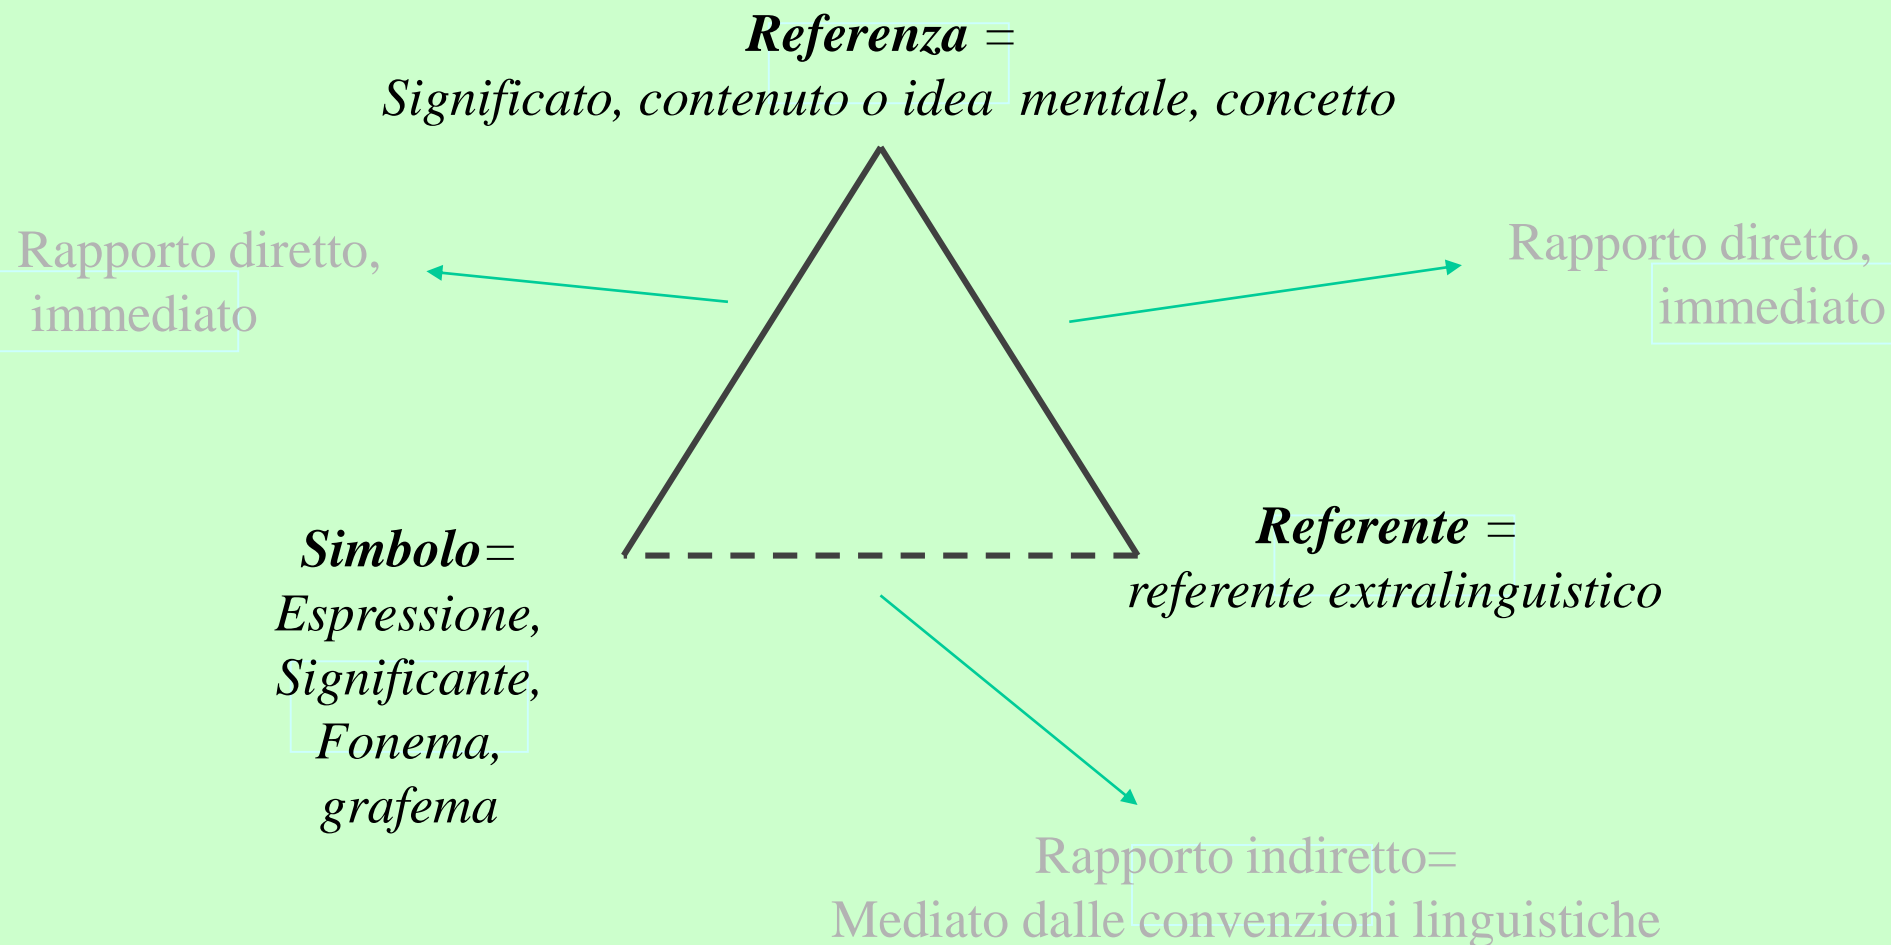 Referenza =
Significato, contenuto o idea mentale, concetto
Rapporto diretto,
immediato
Rapporto diretto,
immediato
Simbolo=
Espressione,
Significante,
Fonema,
grafema
Referente =
referente extralinguistico
Rapporto indiretto=
Mediato dalle convenzioni linguistiche